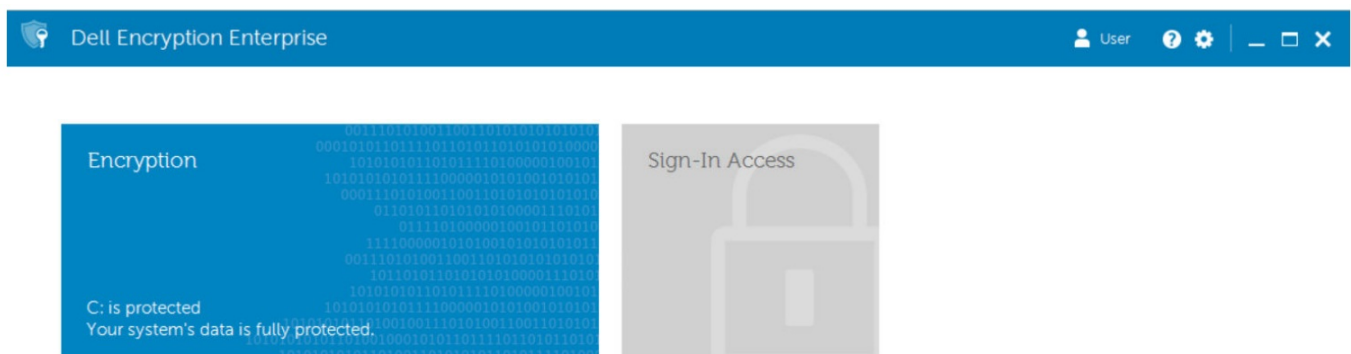 Dell Encryption Enterprise
User
Encryption
Sign-In Access
C: is protected
Your system's data is fully protected.